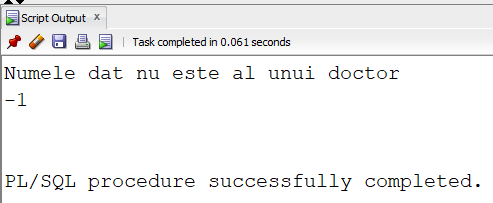 Script Output x
Task completed in 0.061 seconds
Numele dat nu este al unui doctor
-1
PL/SQL procedure successfully completed.